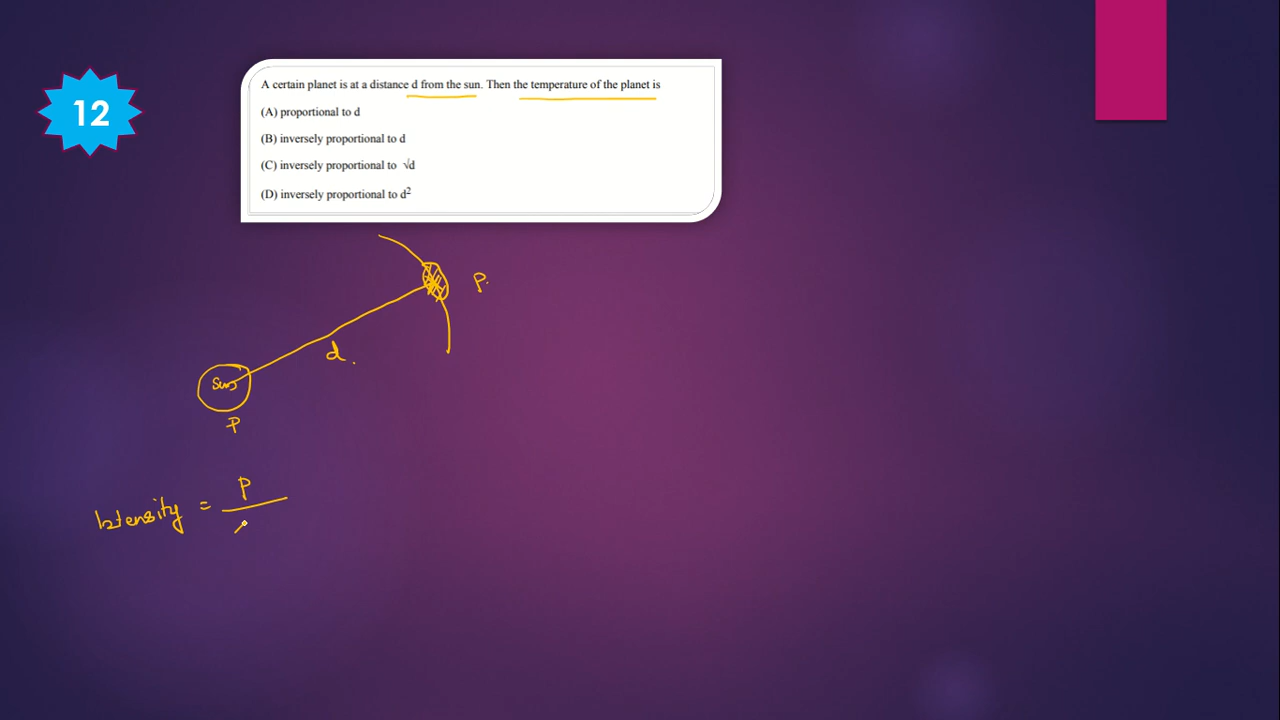 12
A certain planet is at a distance d from the sun. Then the temperature of the planet is
(A) proportional to d
(B) inversely proportional to d
(C) inversely proportional to √d
(D) inversely proportional to d²
P.
d.
Sun
P
Intensity = P